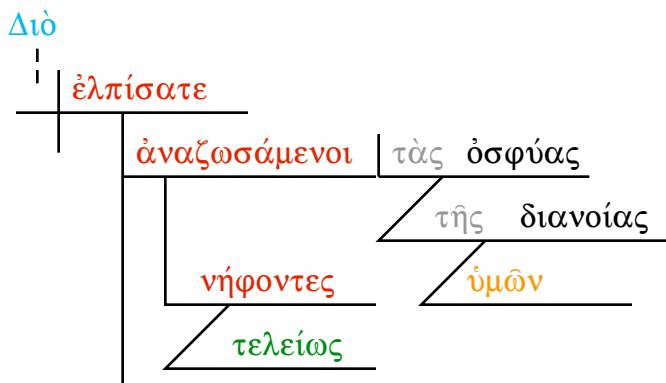 Διὸ
ἐλπίσατε
ἀναζωσάμενοι τὰς ὀσφύας
τῆς διανοίας
νήφοντες ὑμῶν
τελείως